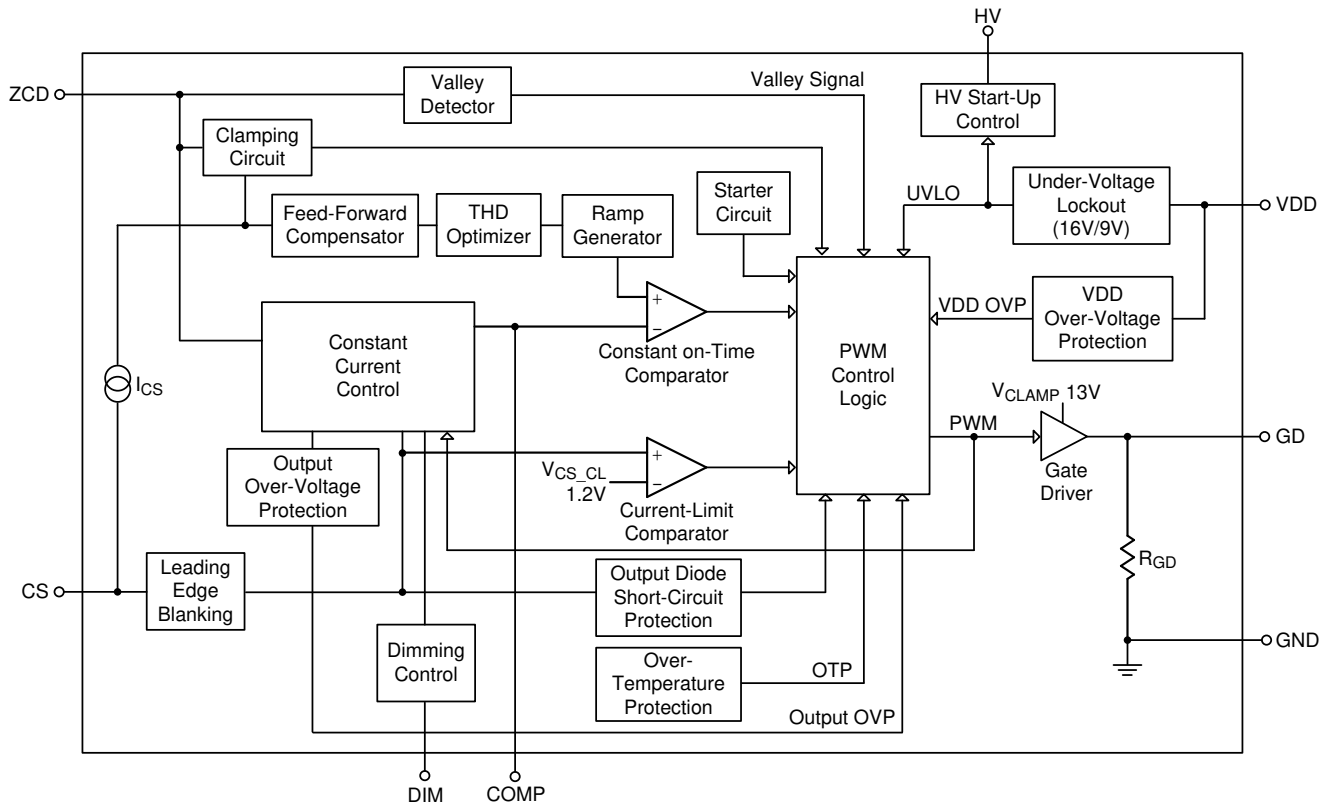 HV
ZCD
Valley
Detector
Valley Signal
HV Start-Up
Control
Clamping
Circuit
Starter
Circuit
UVLO
Under-Voltage
Lockout
(16V/9V)
VDD
Feed-Forward
Compensator
THD
Optimizer
Ramp
Generator
VDD OVP
VDD
Over-Voltage
Protection
Constant
Current
Control
+
−
Constant on-Time
Comparator
PWM
Control
Logic
ICS
VCLAMP 13V
PWM
GD
Gate
Driver
Output
Over-Voltage
Protection
VCS_CL
1.2V
+
−
Current-Limit
Comparator
RGD
CS
Leading
Edge
Blanking
Output Diode
Short-Circuit
Protection
GND
Dimming
Control
Over-
Temperature
Protection
OTP
Output OVP
DIM
COMP